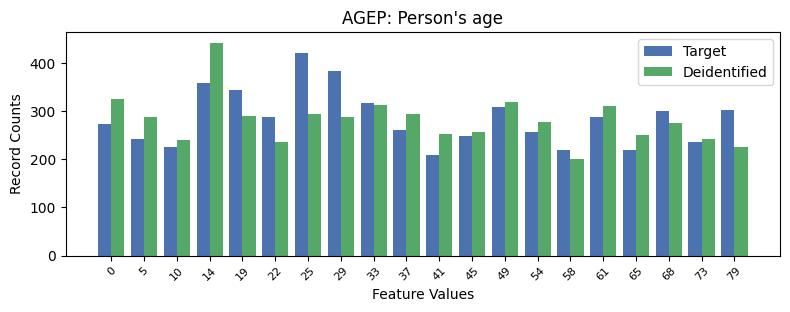 AGEP: Person's age
Record Counts
400
300
200
100
0
Target
Deidentified
0 5 10 14 19 22 25 29 33 37 41 45 49 54 58 61 65 68 73 79
Feature Values